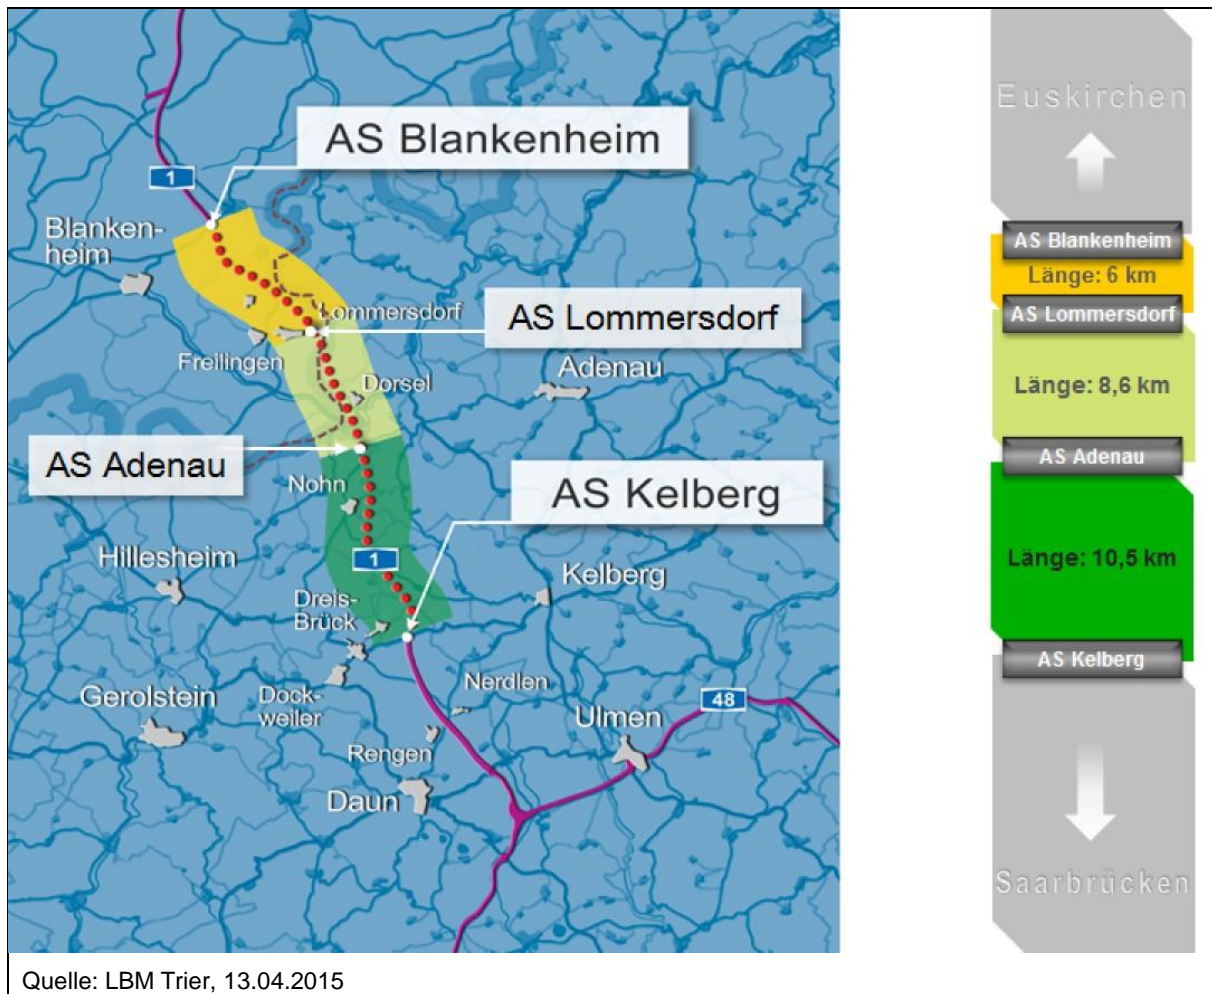 AS Blankenheim
1
Blanken-
heim
Lommersdorf
AS Lommersdorf
Freilingen
Adenau
Dorsel
AS Adenau
Nohn
AS Kelberg
Hillesheim
1
Kelberg
Dreis-
Brück
Gerolstein
Dock-
weiler
Nerdlen
48
Ulmen
Rengen
Daun
Euskirchen
AS Blankenheim
Länge: 6 km
AS Lommersdorf
Länge: 8,6 km
AS Adenau
Länge: 10,5 km
AS Kelberg
Saarbrücken
Quelle: LBM Trier, 13.04.2015